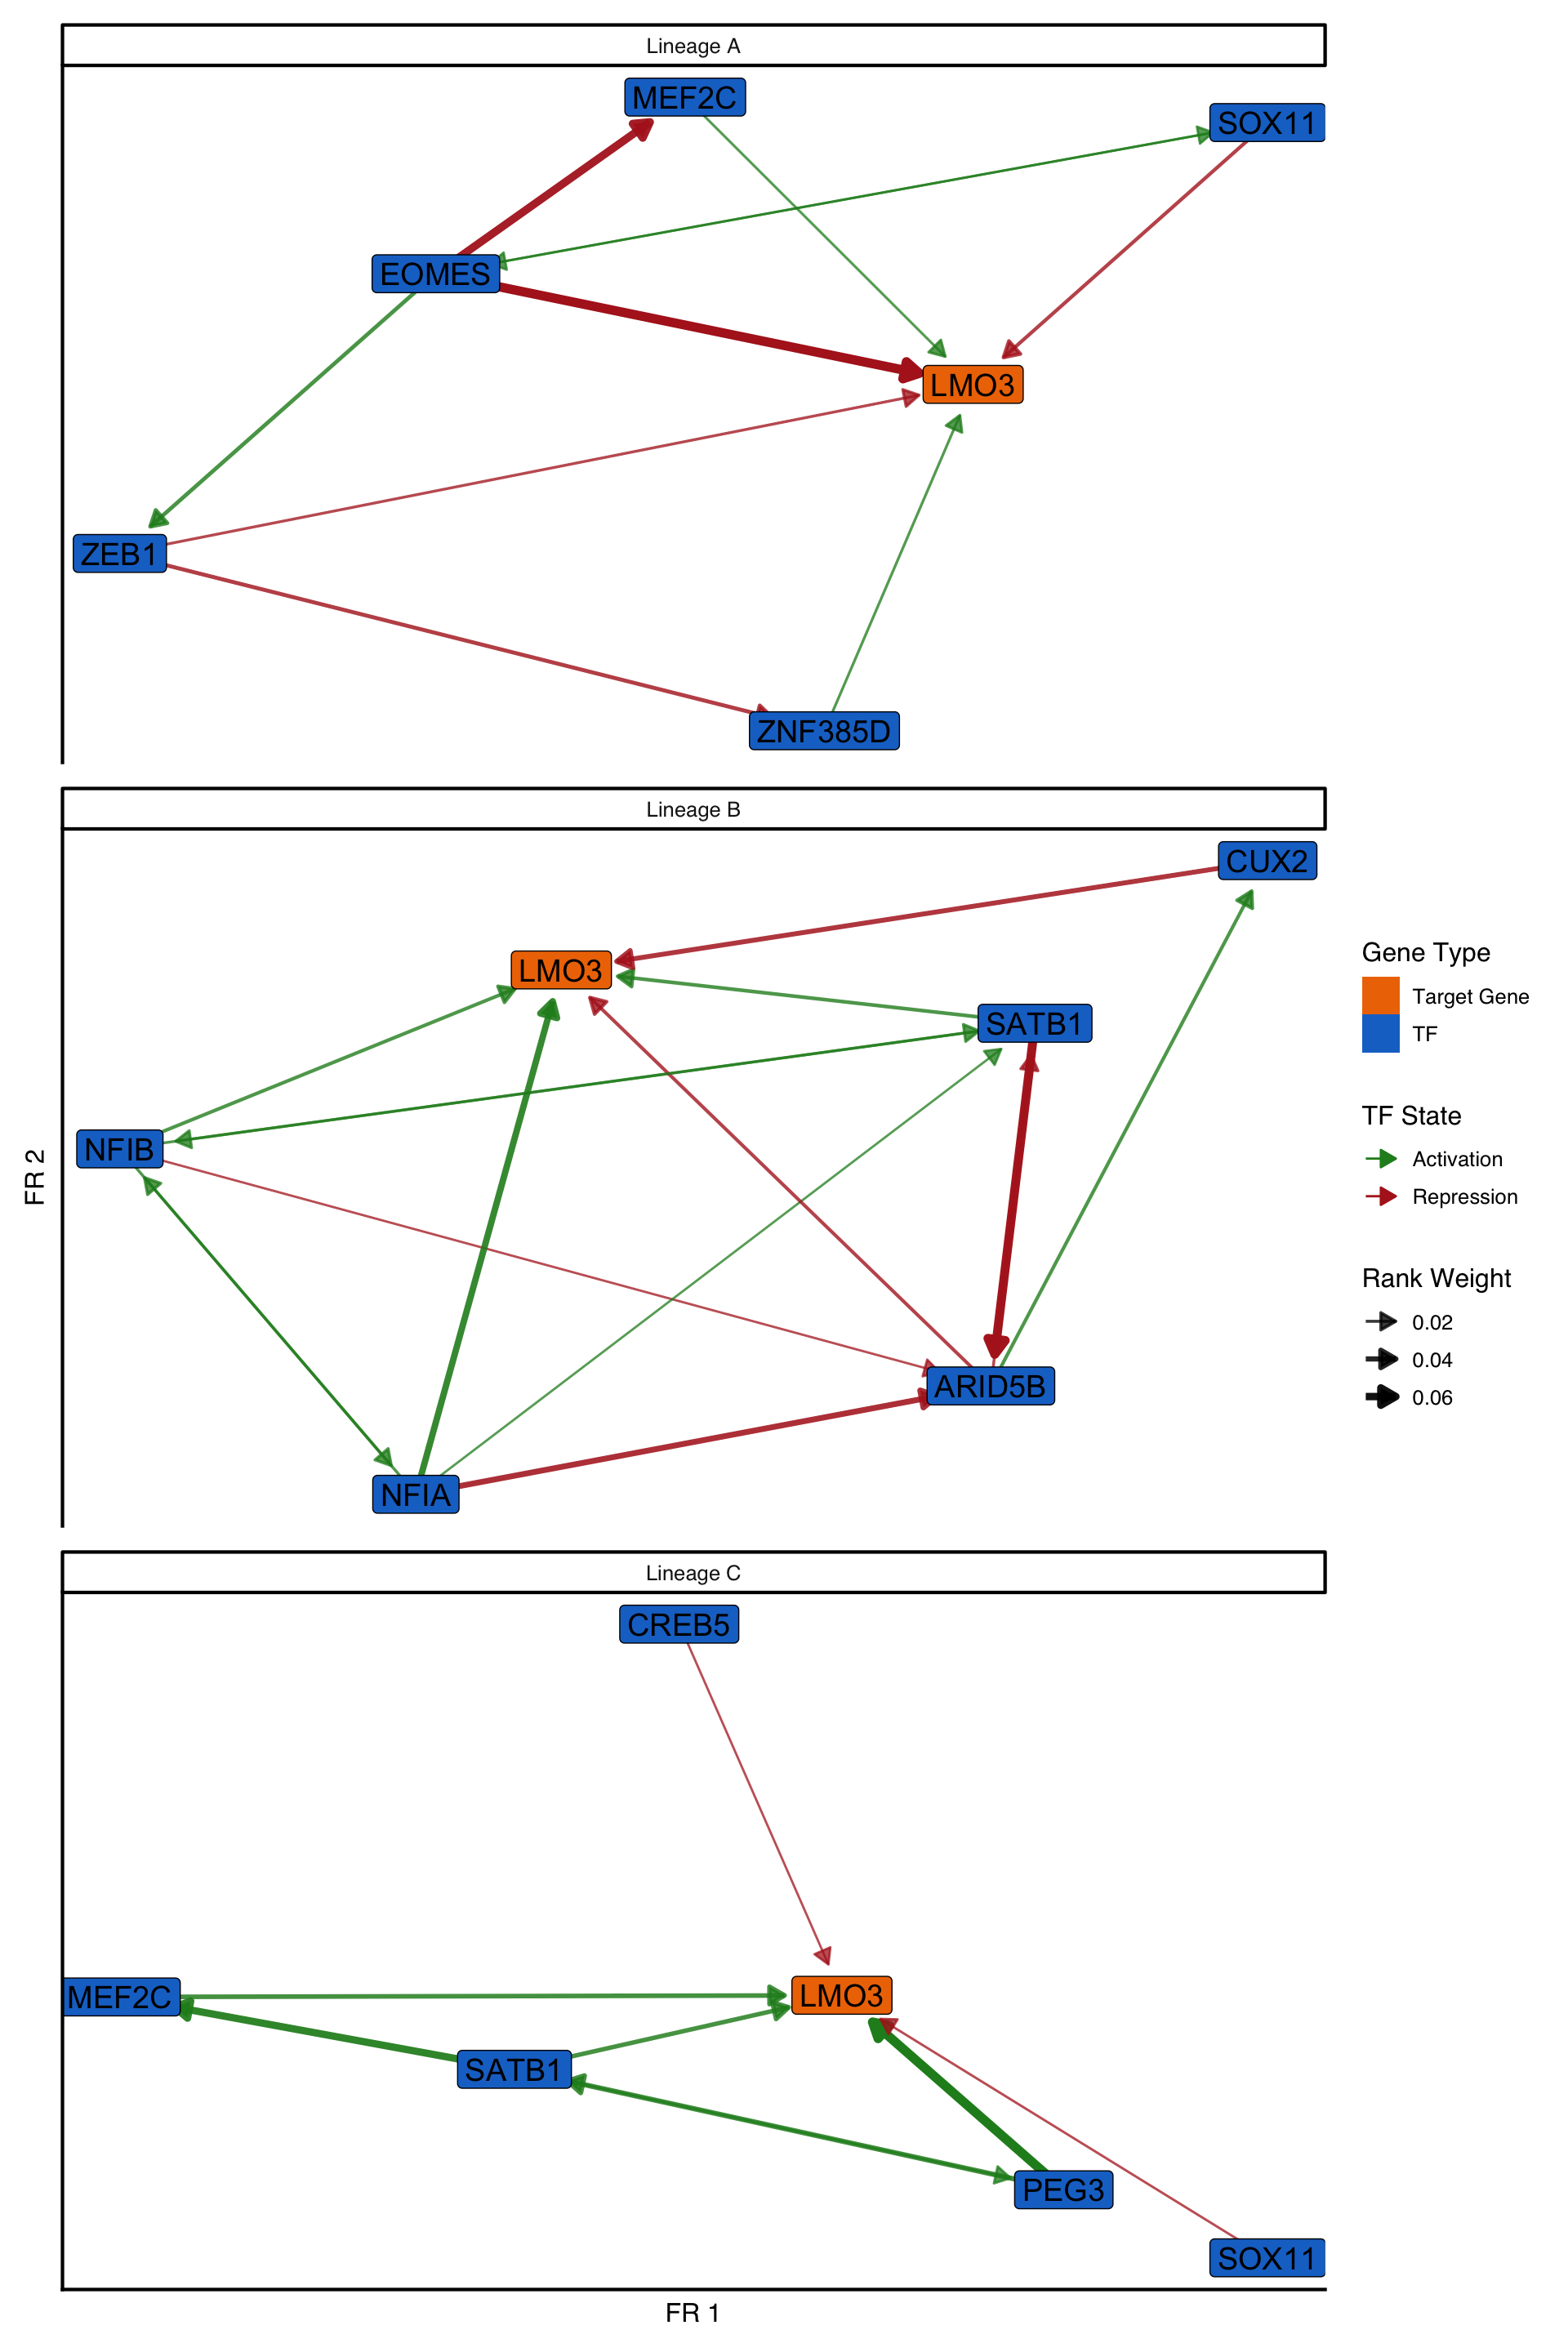 Lineage A
MEF2C
SOX11
EOMES
LMO3
ZEB1
ZNF385D
Lineage B
CUX2
LMO3
SATB1
NFIB
ARID5B
NFIA
Lineage C
CREB5
MEF2C
LMO3
SATB1
PEG3
SOX11
FR 1
FR 2
Gene Type
Target Gene
TF
TF State
Activation
Repression
Rank Weight
0.02
0.04
0.06